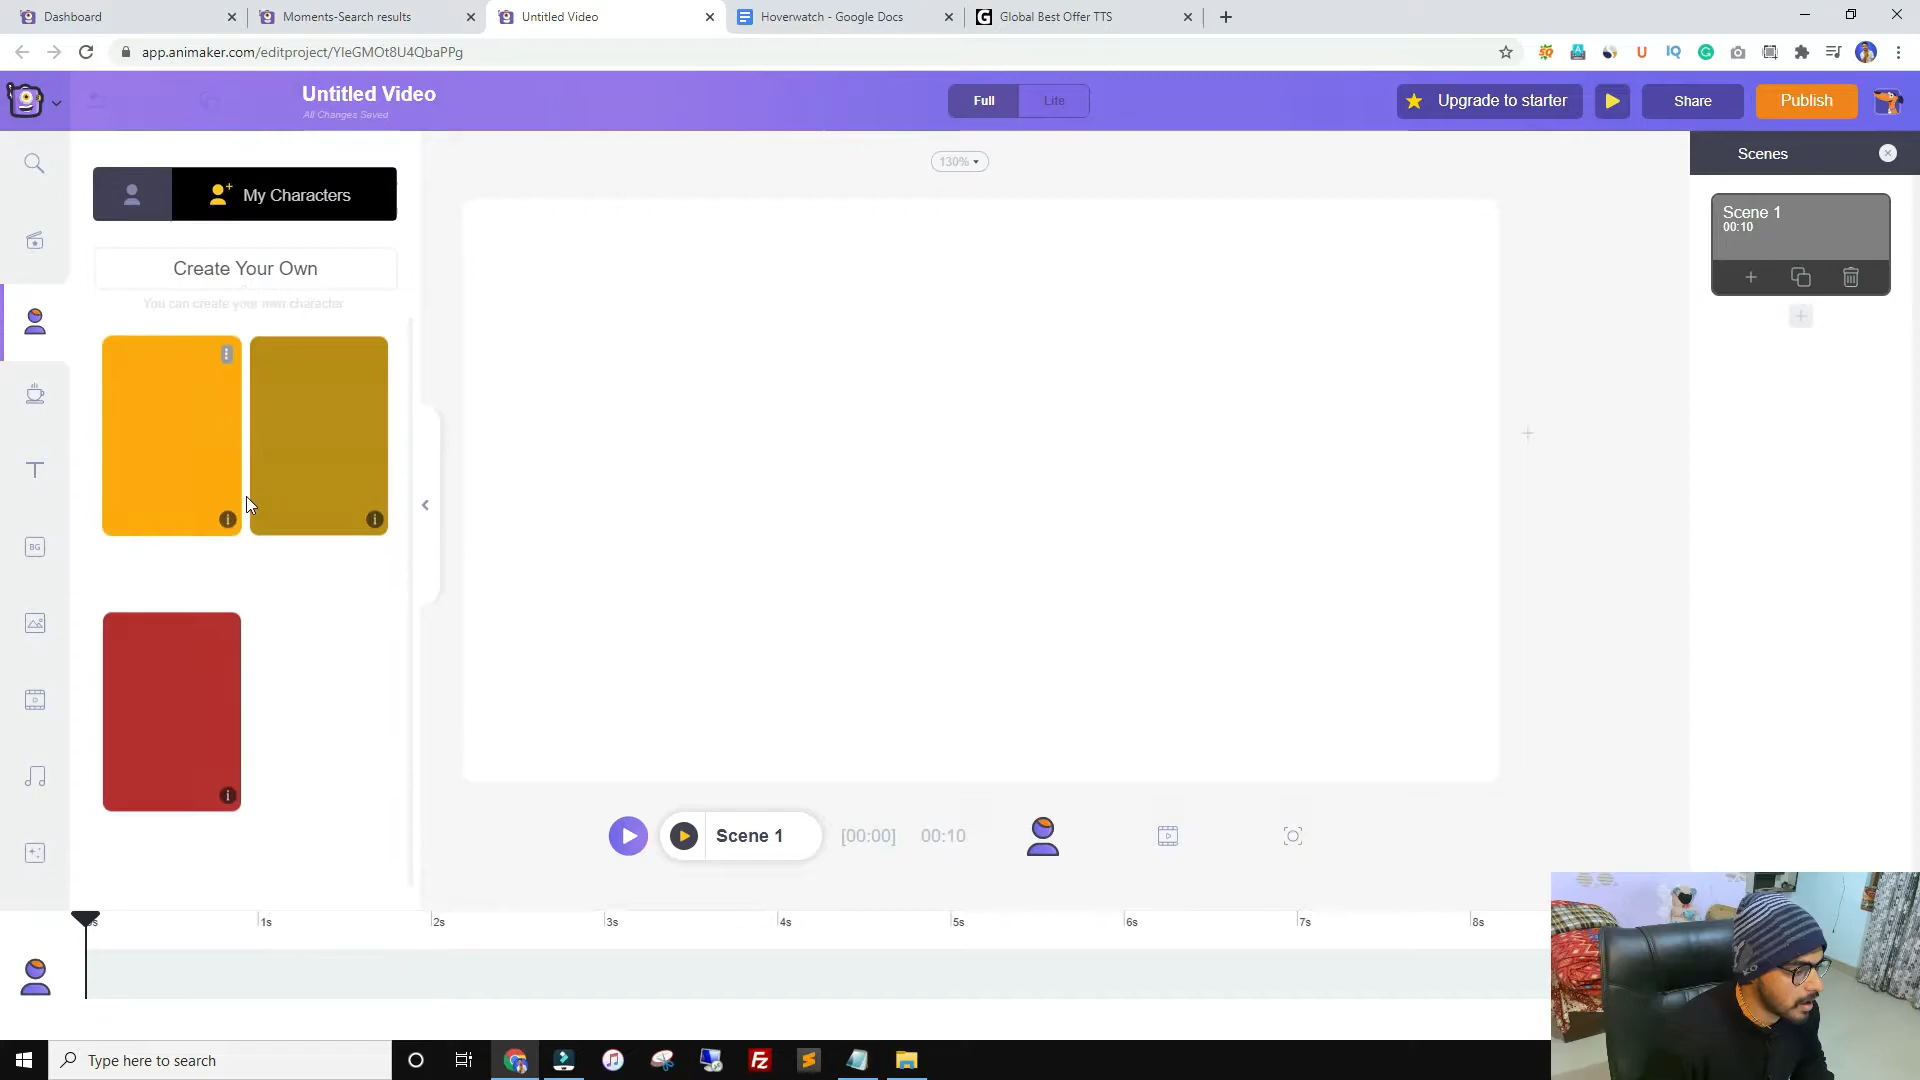 Dashboard
Moments-Search results
Untitled Video
Hoverwatch - Google Docs
Global Best Offer TTS
app.animaker.com/editproject/YIeGMOt8U4QbaPPg
Untitled Video
All Changes Saved
Full
Lite
Upgrade to starter
Share
Publish
130%
Scenes
My Characters
Create Your Own
You can create your own character
Scene 1
00:10
BG
Scene 1
[00:00]
00:10
1s
2s
3s
4s
5s
6s
7s
8s
Type here to search